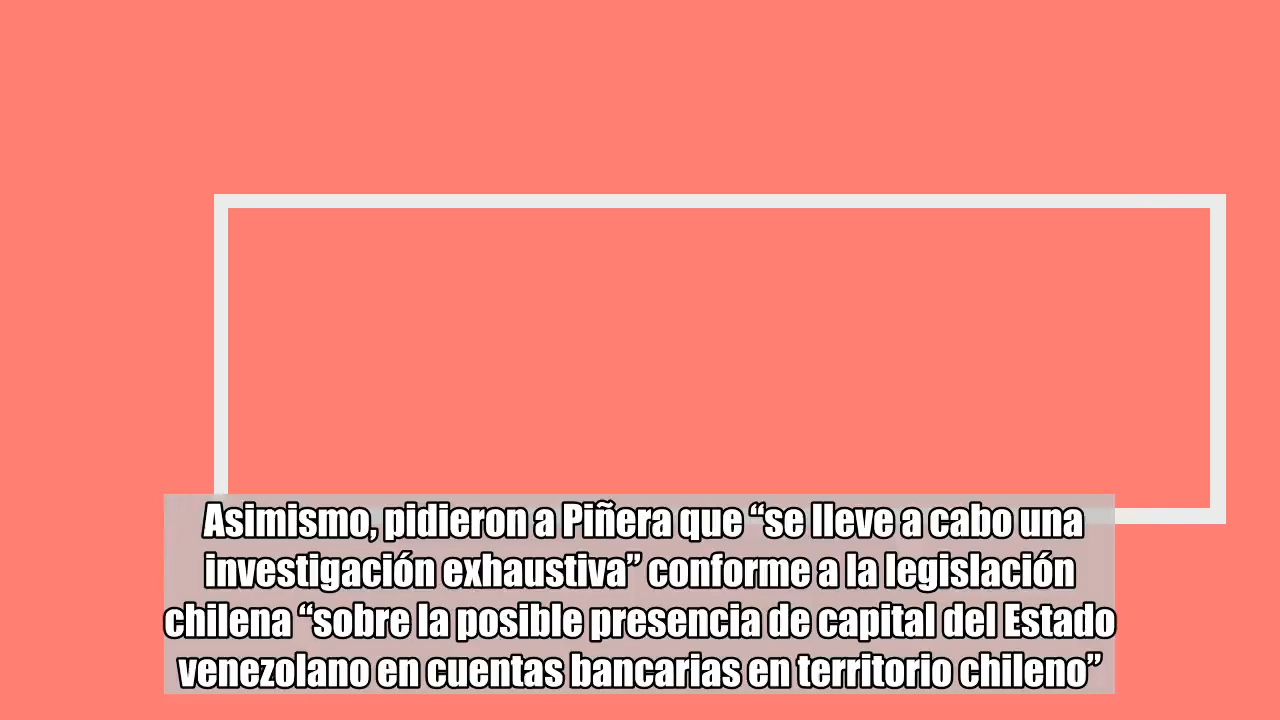 Asimismo, pidieron a Piñera que “se lleve a cabo una
investigación exhaustiva” conforme a la legislación
chilena “sobre la posible presencia de capital del Estado
venezolano en cuentas bancarias en territorio chileno”